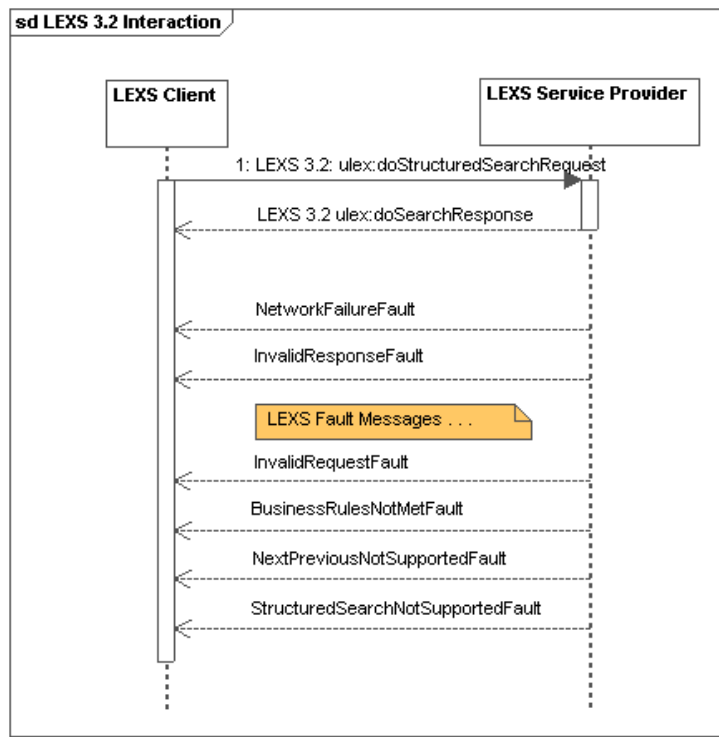 sd LEXS 3.2 Interaction
LEXS Client
LEXS Service Provider
1: LEXS 3.2: ulex:doStructuredSearchRequest
LEXS 3.2 ulex:doSearchResponse
NetworkFailureFault
InvalidResponseFault
LEXS Fault Messages . . .
InvalidRequestFault
BusinessRulesNotMetFault
NextPreviousNotSupportedFault
StructuredSearchNotSupportedFault